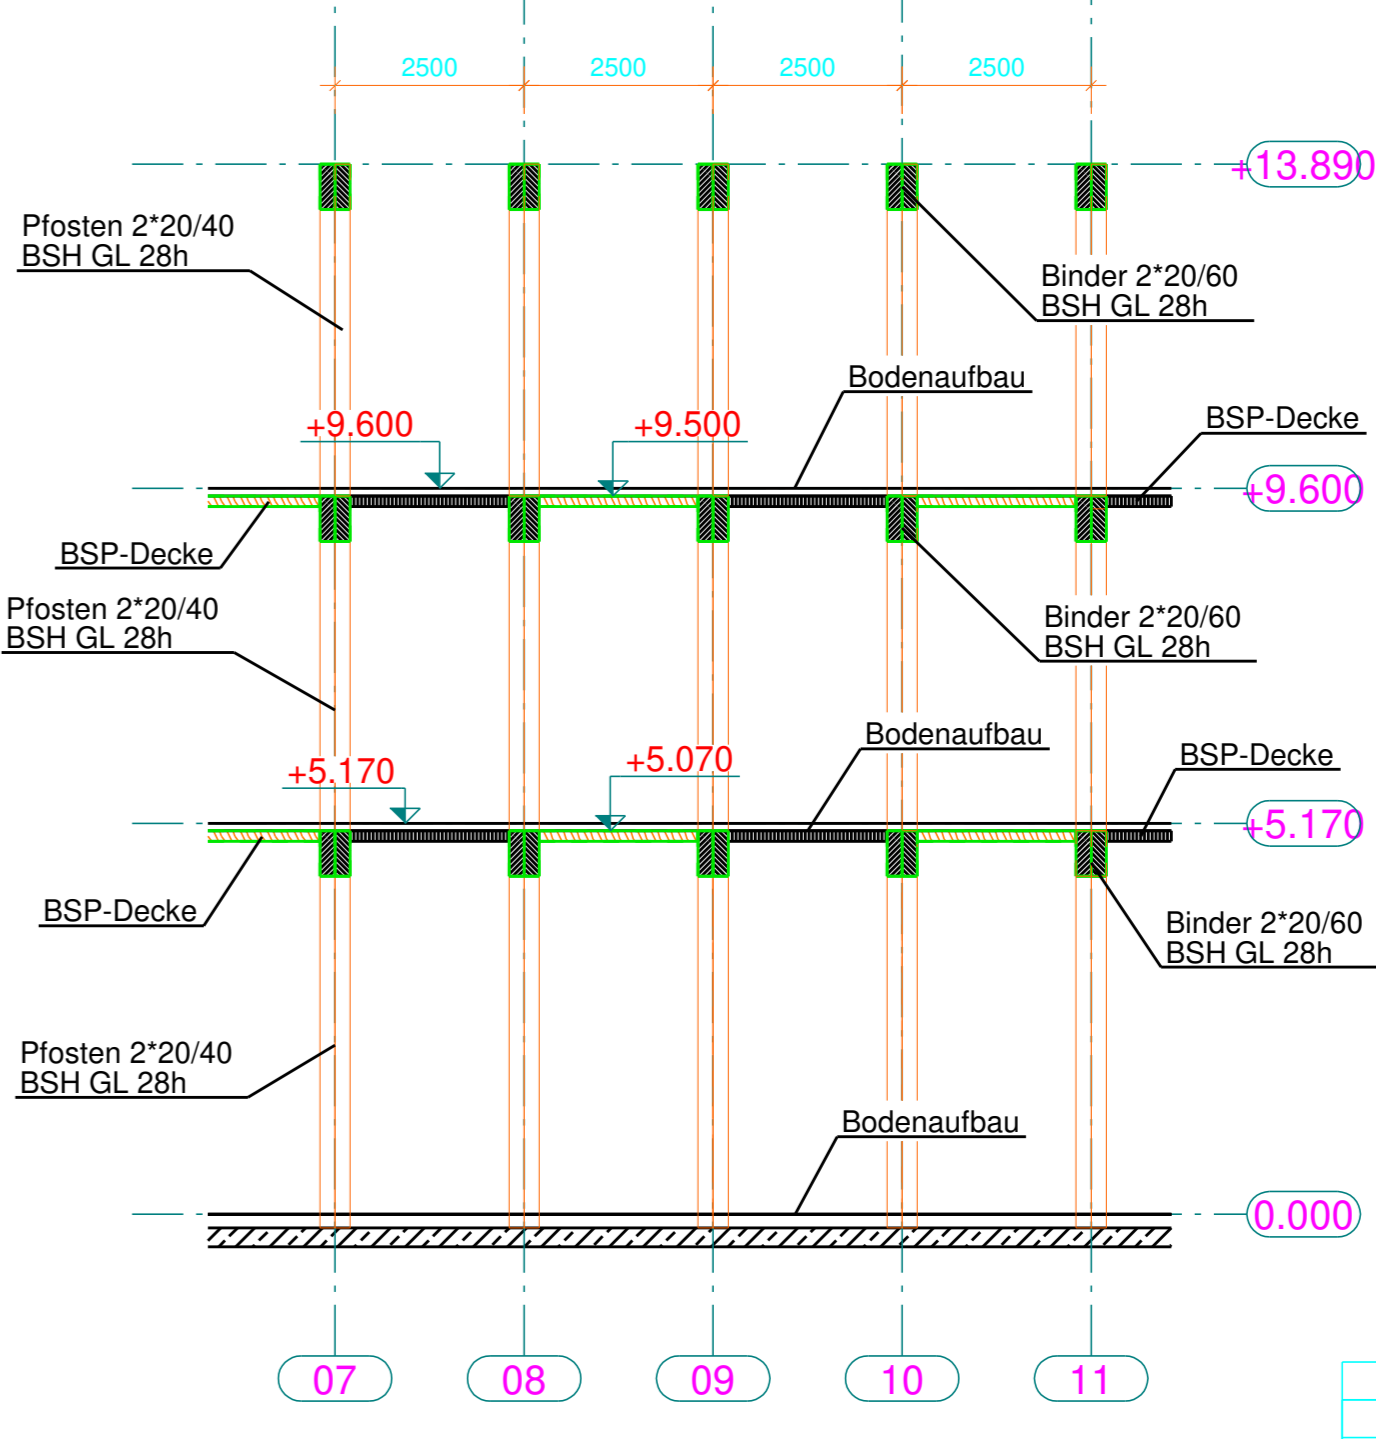 2500 2500 2500 2500
+13.890
Pfosten 2*20/40
BSH GL 28h
Binder 2*20/60
BSH GL 28h
Bodenaufbau
+9.600 +9.500 BSP-Decke
+9.600
BSP-Decke
Pfosten 2*20/40
BSH GL 28h
Binder 2*20/60
BSH GL 28h
Bodenaufbau
+5.170 +5.070 BSP-Decke
+5.170
BSP-Decke
Binder 2*20/60
BSH GL 28h
Pfosten 2*20/40
BSH GL 28h
Bodenaufbau
0.000
07 08 09 10 11